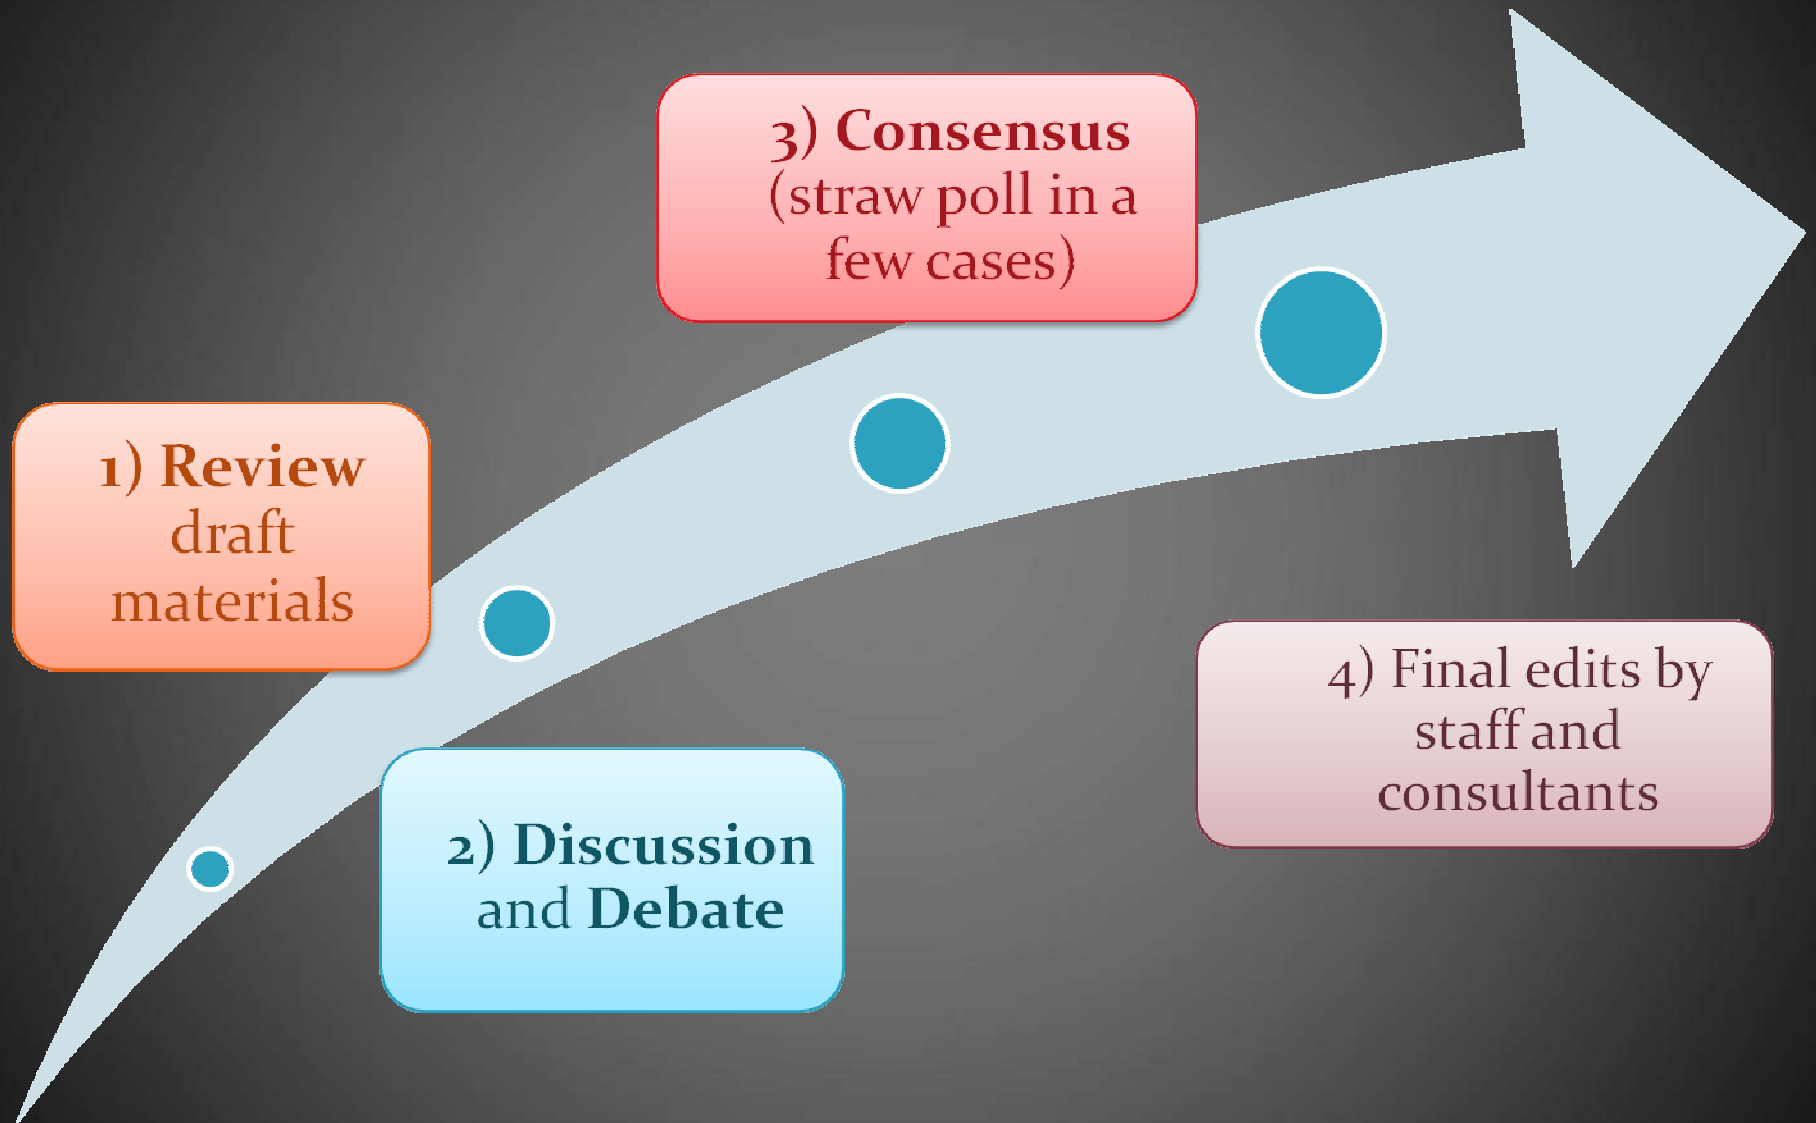 1) Review
draft
materials
2) Discussion
and Debate
3) Consensus
(straw poll in a
few cases)
4) Final edits by
staff and
consultants